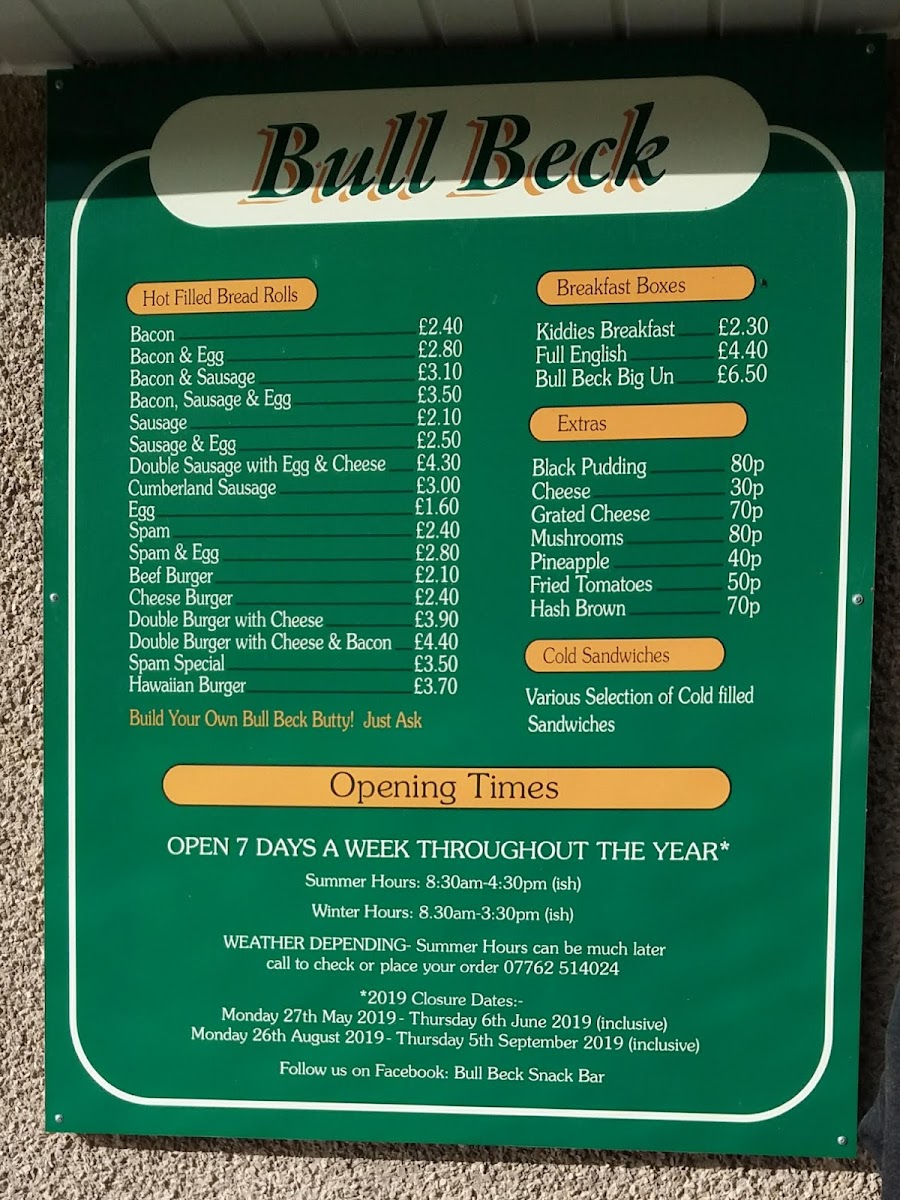 Bull Beck
Hot Filled Bread Rolls
Bacon £2.40
Bacon & Egg £2.80
Bacon & Sausage £3.10
Bacon, Sausage & Egg £3.50
Sausage £2.10
Sausage & Egg £2.50
Double Sausage with Egg & Cheese £4.30
Cumberland Sausage £3.00
Egg £1.60
Spam £2.40
Spam & Egg £2.80
Beef Burger £2.10
Cheese Burger £2.40
Double Burger with Cheese £3.90
Double Burger with Cheese & Bacon £4.40
Spam Special £3.50
Hawaiian Burger £3.70
Build Your Own Bull Beck Butty! Just Ask
Breakfast Boxes
Kiddies Breakfast £2.30
Full English £4.40
Bull Beck Big Un £6.50
Extras
Black Pudding 80p
Cheese 30p
Grated Cheese 70p
Mushrooms 80p
Pineapple 40p
Fried Tomatoes 50p
Hash Brown 70p
Cold Sandwiches
Various Selection of Cold filled
Sandwiches
Opening Times
OPEN 7 DAYS A WEEK THROUGHOUT THE YEAR*
Summer Hours: 8:30am-4:30pm (ish)
Winter Hours: 8.30am-3:30pm (ish)
WEATHER DEPENDING- Summer Hours can be much later
call to check or place your order 07762 514024
*2019 Closure Dates:-
Monday 27th May 2019 - Thursday 6th June 2019 (inclusive)
Monday 26th August 2019 - Thursday 5th September 2019 (inclusive)
Follow us on Facebook: Bull Beck Snack Bar